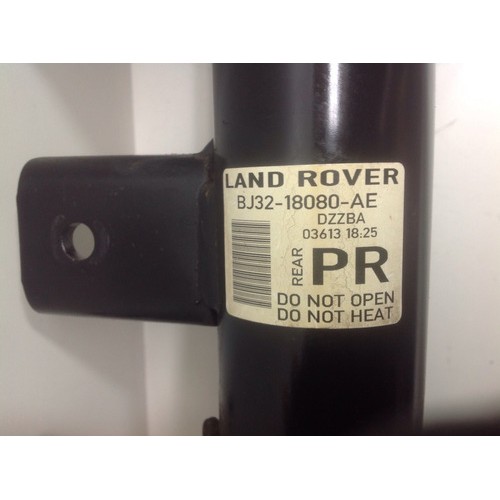 LAND ROVER
BJ32-18080-AE
DZZBA
03613 18:25
REAR
PR
DO NOT OPEN
DO NOT HEAT